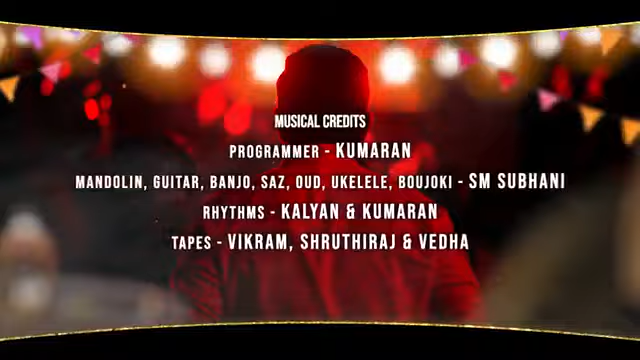 MUSICAL CREDITS
PROGRAMMER - KUMARAN
MANDOLIN, GUITAR, BANJO, SAZ, OUD, UKELELE, BOUJOKI - SM SUBHANI
RHYTHMS - KALYAN & KUMARAN
TAPES - VIKRAM, SHRUTHIRAJ & VEDHA